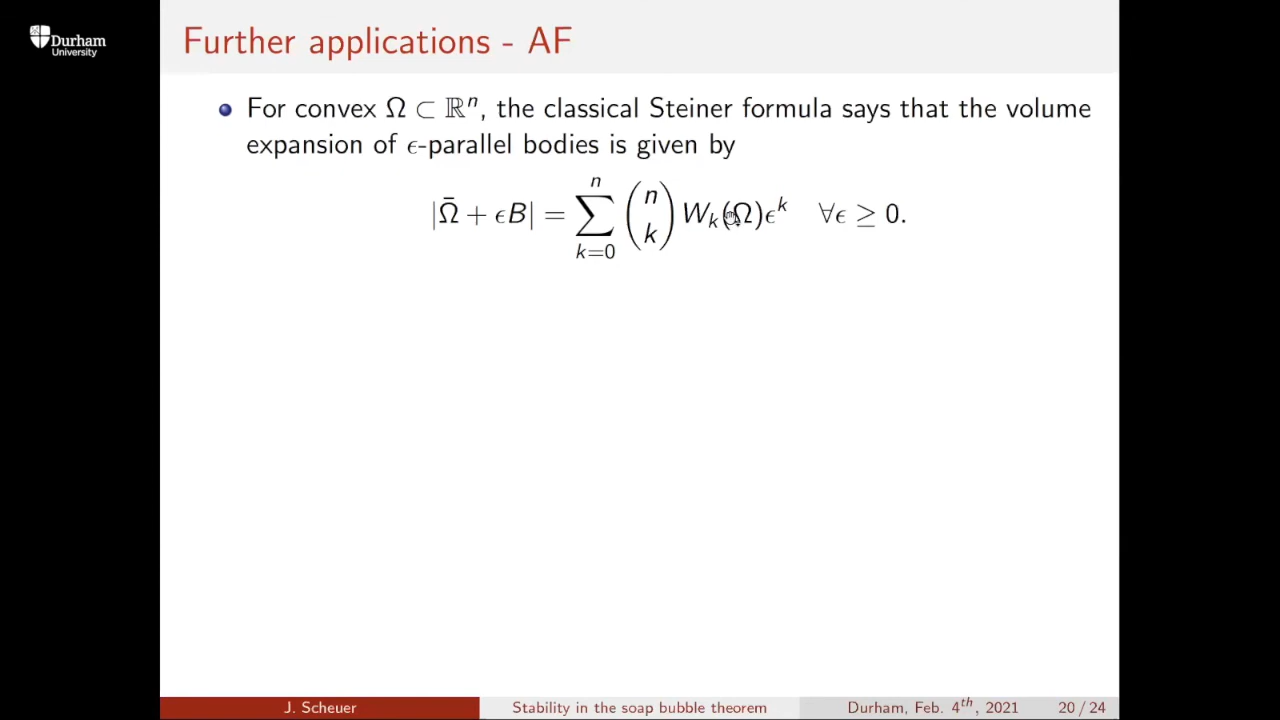 Durham
University
Further applications - AF
For convex Ω ⊂ ℝⁿ, the classical Steiner formula says that the volume
expansion of ϵ-parallel bodies is given by
|Ω̄ + ϵB| = ∑_{k=0}^{n} (n k) W_k(Ω)ϵ^k ∀ϵ ≥ 0.
J. Scheuer
Stability in the soap bubble theorem
Durham, Feb. 4^{th}, 2021
20 / 24